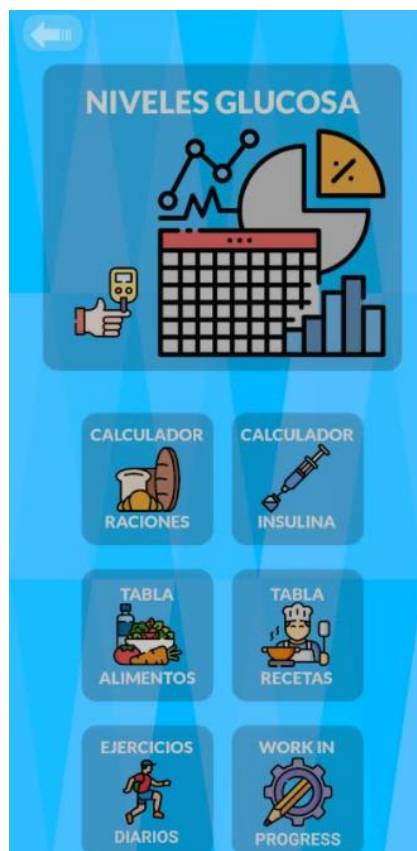 NIVELES GLUCOSA
%
CALCULADOR
RACIONES
CALCULADOR
INSULINA
TABLA
ALIMENTOS
TABLA
RECETAS
EJERCICIOS
DIARIOS
WORK IN
PROGRESS